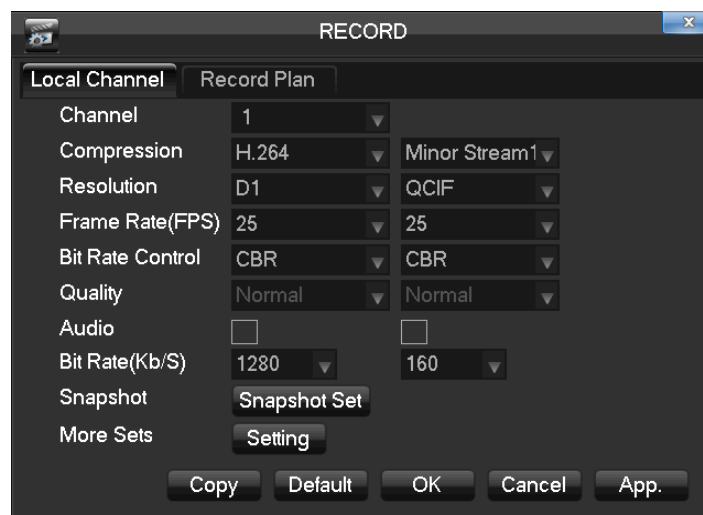 RECORD
Local Channel Record Plan
Channel 1
Compression H.264 Minor Stream1
Resolution D1 QCIF
Frame Rate(FPS) 25 25
Bit Rate Control CBR CBR
Quality Normal Normal
Audio
Bit Rate(Kb/S) 1280 160
Snapshot Snapshot Set
More Sets Setting
Copy Default OK Cancel App.